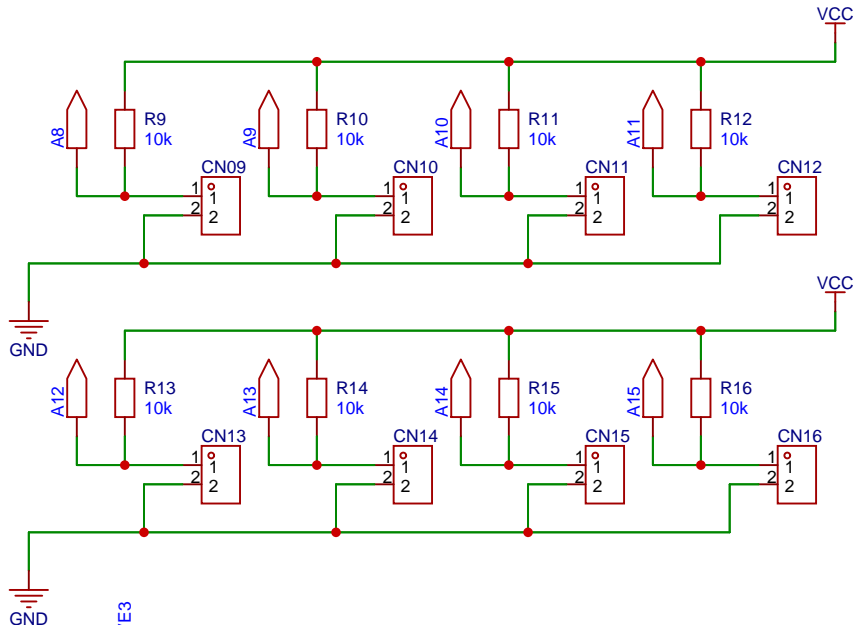 VCC
A8
R9
10k
A9
R10
10k
A10
R11
10k
A11
R12
10k
CN09
1
2
1
2
CN10
1
2
1
2
CN11
1
2
1
2
CN12
1
2
1
2
GND
VCC
A12
R13
10k
A13
R14
10k
A14
R15
10k
A15
R16
10k
CN13
1
2
1
2
CN14
1
2
1
2
CN15
1
2
1
2
CN16
1
2
1
2
GND